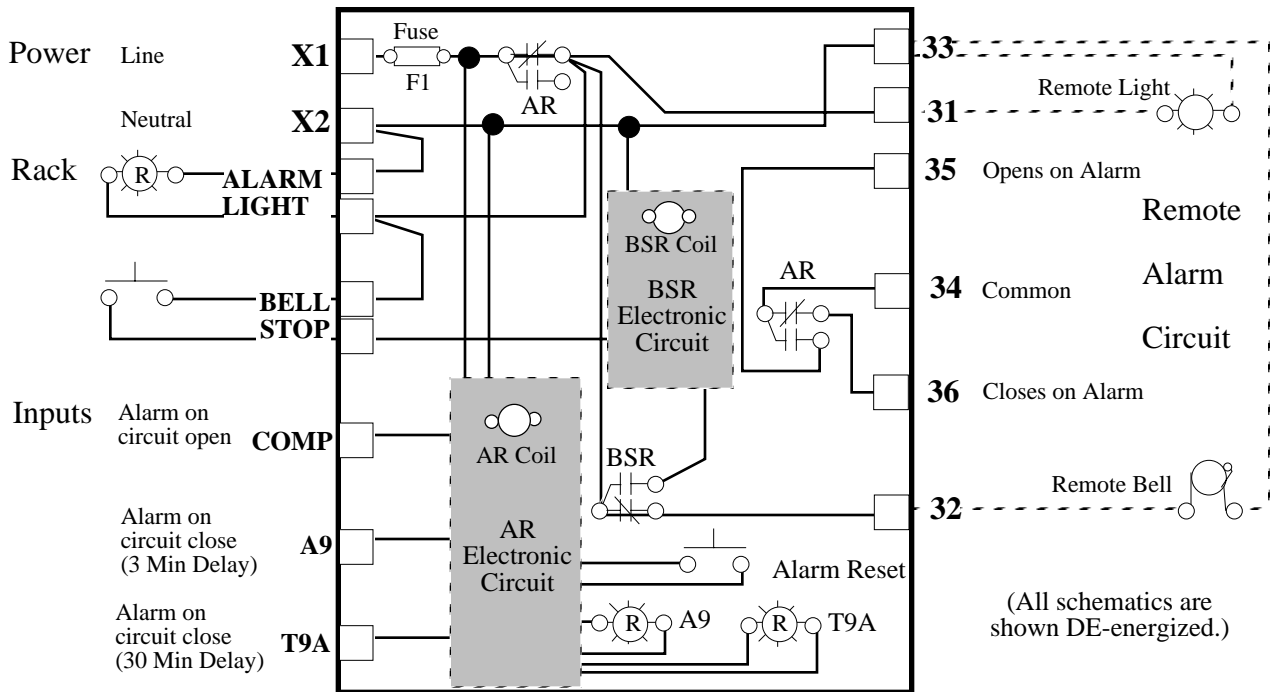 Power
Line
X1
Fuse
F1
AR
33
Remote Light
31
Neutral
X2
Rack
R
ALARM
LIGHT
35
Opens on Alarm
Remote
Alarm
Circuit
BSR Coil
BSR
Electronic
Circuit
AR
34
Common
BELL
STOP
36
Closes on Alarm
Inputs
Alarm on
circuit open
COMP
AR Coil
BSR
Remote Bell
32
Alarm on
circuit close
(3 Min Delay)
A9
AR
Electronic
Circuit
Alarm Reset
Alarm on
circuit close
(30 Min Delay)
T9A
R
A9
R
T9A
(All schematics are
shown DE-energized.)